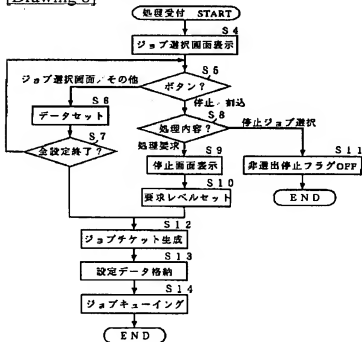 [Drawing 8]
処理受付 START
S4
ジョブ選択画面表示
S5
ジョブ選択画面／その他
ボタン？
停止／割込
S6
データセット
S8
処理内容？
停止ジョブ選択
S7
全設定終了？
処理要求
S9
停止画面表示
S11
非選出停止フラグOFF
S10
要求レベルセット
END
S12
ジョブチケット生成
S13
設定データ格納
S14
ジョブキューイング
END